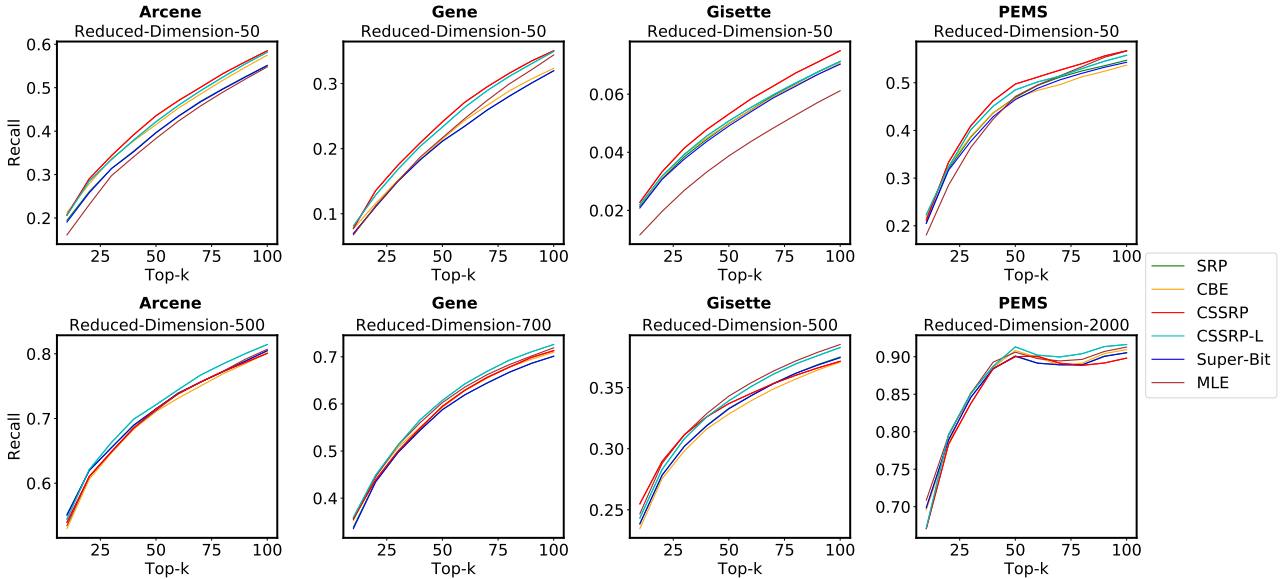 Arcene
Reduced-Dimension-50
Recall
0.6
0.5
0.4
0.3
0.2
25 50 75 100
Top-k
Gene
Reduced-Dimension-50
0.3
0.2
0.1
25 50 75 100
Top-k
Gisette
Reduced-Dimension-50
0.06
0.04
0.02
25 50 75 100
Top-k
PEMS
Reduced-Dimension-50
0.5
0.4
0.3
0.2
25 50 75 100
Top-k
SRP
CBE
CSSRP
CSSRP-L
Super-Bit
MLE
Arcene
Reduced-Dimension-500
Recall
0.8
0.7
0.6
25 50 75 100
Top-k
Gene
Reduced-Dimension-700
0.7
0.6
0.5
0.4
25 50 75 100
Top-k
Gisette
Reduced-Dimension-500
0.35
0.30
0.25
25 50 75 100
Top-k
PEMS
Reduced-Dimension-2000
0.90
0.85
0.80
0.75
0.70
25 50 75 100
Top-k